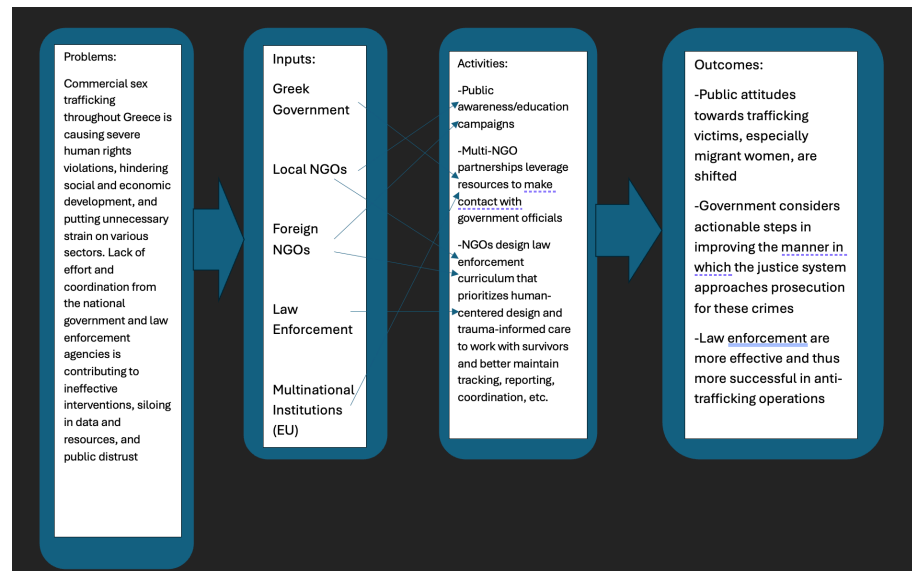 Problems:
Commercial sex
trafficking
throughout Greece is
causing severe
human rights
violations, hindering
social and economic
development, and
putting unnecessary
strain on various
sectors. Lack of
effort and
coordination from
the national
government and law
enforcement
agencies is
contributing to
ineffective
interventions, siloing
in data and
resources, and
public distrust
Inputs:
Greek
Government
Local NGOs
Foreign
NGOs
Law
Enforcement
Multinational
Institutions
(EU)
Activities:
-Public
awareness/education
campaigns
-Multi-NGO
partnerships leverage
resources to make
contact with
government officials
-NGOs design law
enforcement
curriculum that
prioritizes human-
centered design and
trauma-informed care
to work with survivors
and better maintain
tracking, reporting,
coordination, etc.
Outcomes:
-Public attitudes
towards trafficking
victims, especially
migrant women, are
shifted
-Government considers
actionable steps in
improving the manner in
which the justice system
approaches prosecution
for these crimes
-Law enforcement are
more effective and thus
more successful in anti-
trafficking operations